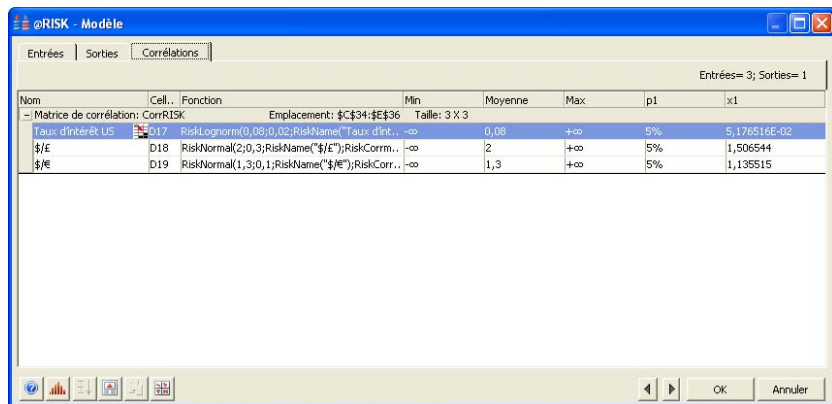 @RISK - Modèle
Entrées Sorties Corrélations
Entrées= 3; Sorties= 1
Nom Cell.. Fonction Min Moyenne Max p1 x1
Matrice de corrélation: CorrRISK Emplacement: $C$34:$E$36 Taille: 3 X 3
Taux d'intérêt US D17 RiskLognorm(0,08;0,02;RiskName("Taux d'int.. -∞ 0,08 +∞ 5% 5,176516E-02
$/£ D18 RiskNormal(2;0,3;RiskName("$/£");RiskCorrm.. -∞ 2 +∞ 5% 1,506544
$/€ D19 RiskNormal(1,3;0,1;RiskName("$/€");RiskCorr.. -∞ 1,3 +∞ 5% 1,135515
OK Annuler